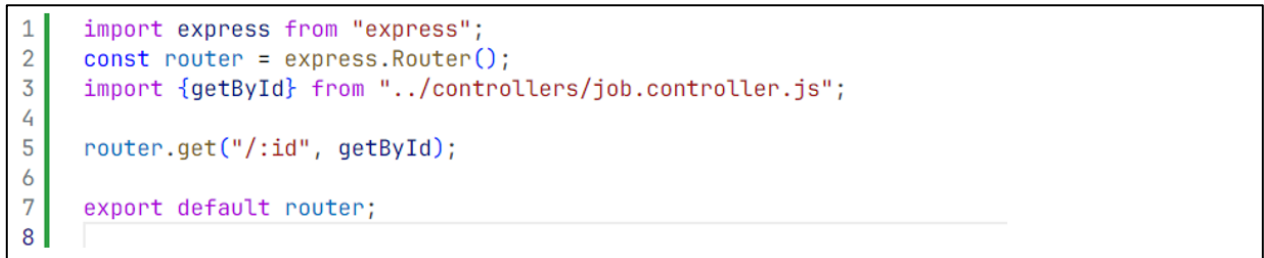 1 import express from "express";
2 const router = express.Router();
3 import {getById} from "../controllers/job.controller.js";
4
5 router.get("/:id", getById);
6
7 export default router;
8